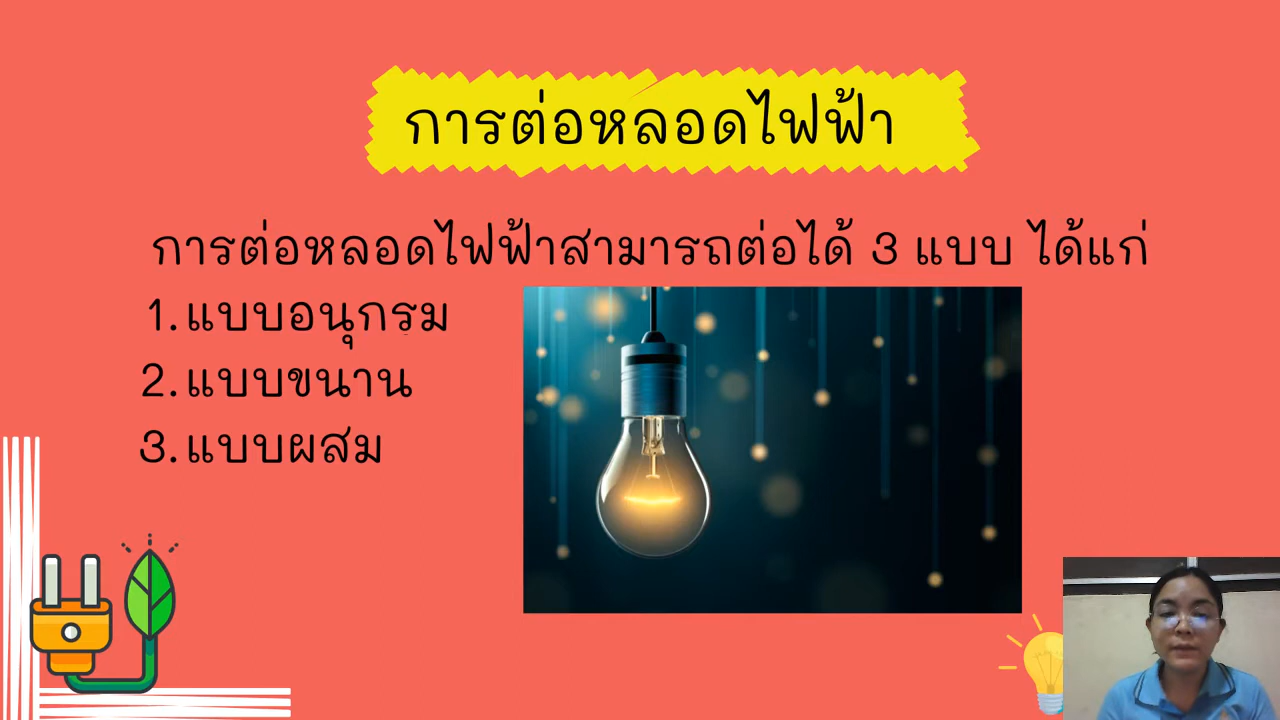 การต่อหลอดไฟฟ้า
การต่อหลอดไฟฟ้าสามารถต่อได้ 3 แบบ ได้แก่
1.แบบอนุกรม
2.แบบขนาน
3.แบบผสม